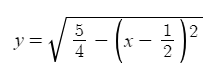 y = √(5/4 − (x − 1/2)²)